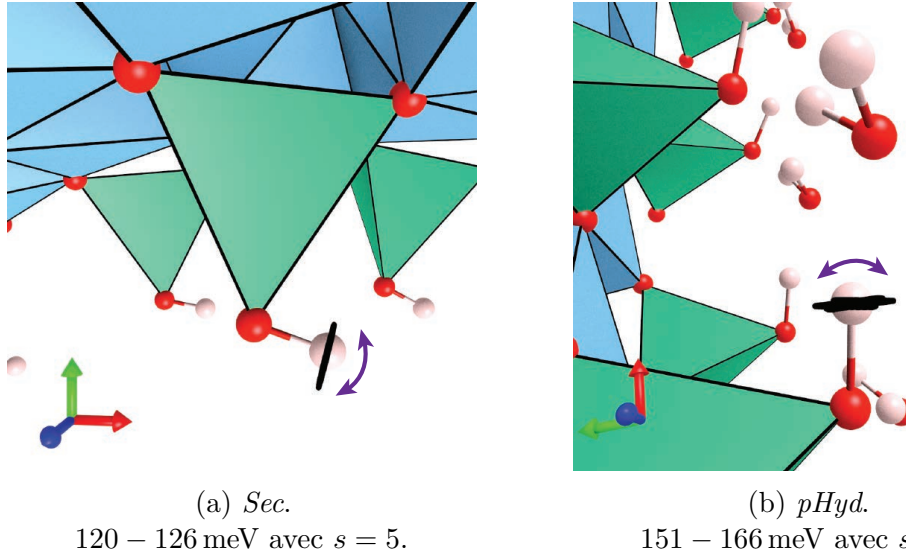 (a) Sec.
120 − 126 meV avec s = 5.
(b) pHyd.
151 − 166 meV avec s